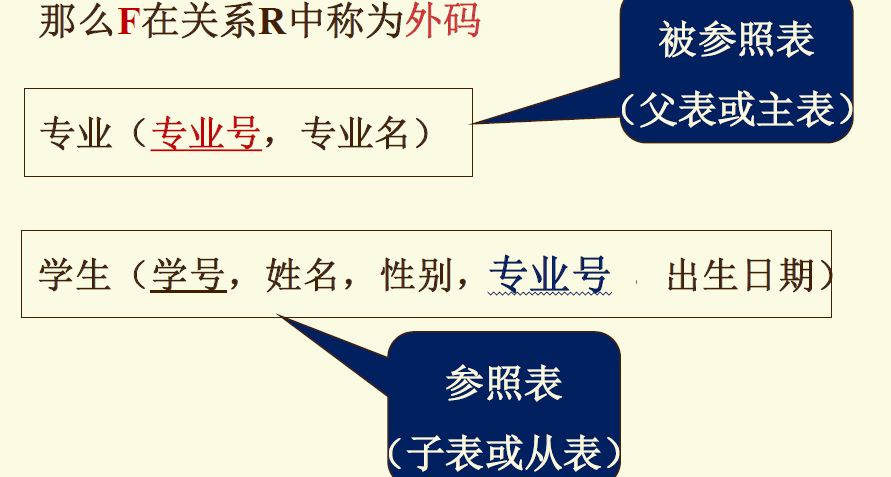 那么F在关系R中称为外码
被参照表
（父表或主表）
专业（专业号，专业名）
学生（学号，姓名，性别，专业号，出生日期）
参照表
（子表或从表）